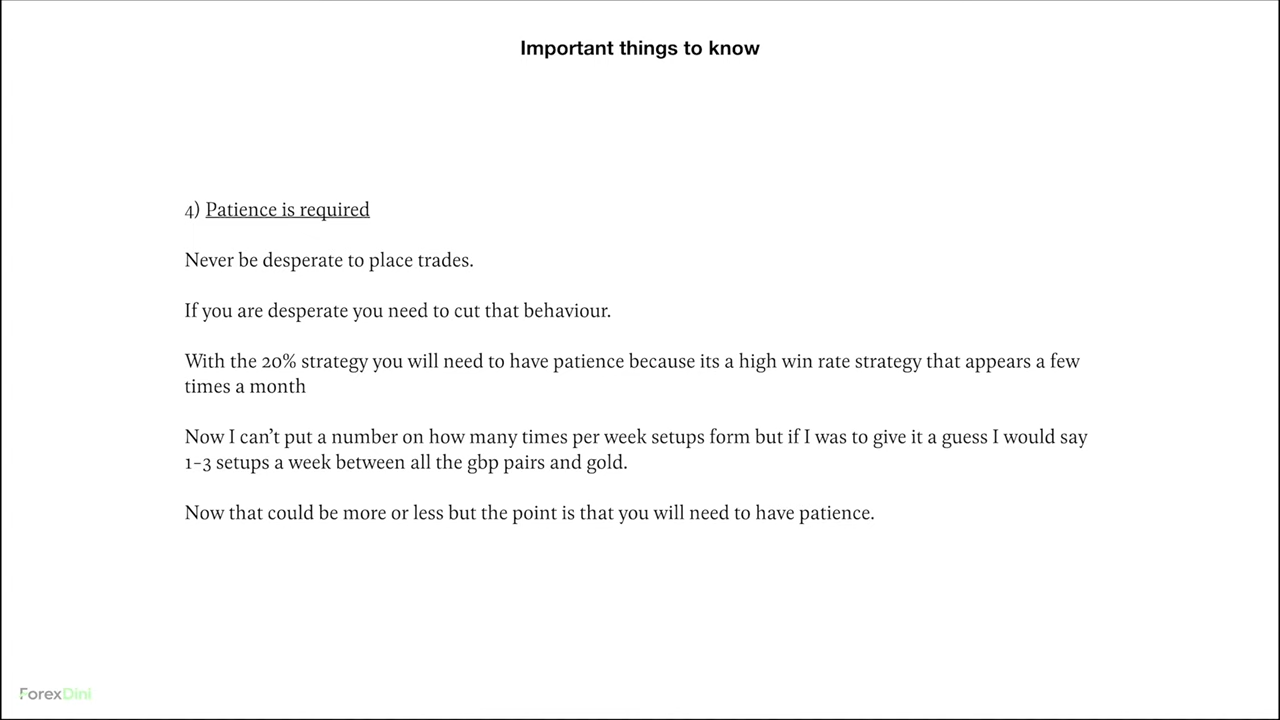 Important things to know
4) Patience is required
Never be desperate to place trades.
If you are desperate you need to cut that behaviour.
With the 20% strategy you will need to have patience because its a high win rate strategy that appears a few
times a month
Now I can’t put a number on how many times per week setups form but if I was to give it a guess I would say
1-3 setups a week between all the gbp pairs and gold.
Now that could be more or less but the point is that you will need to have patience.
ForexDini